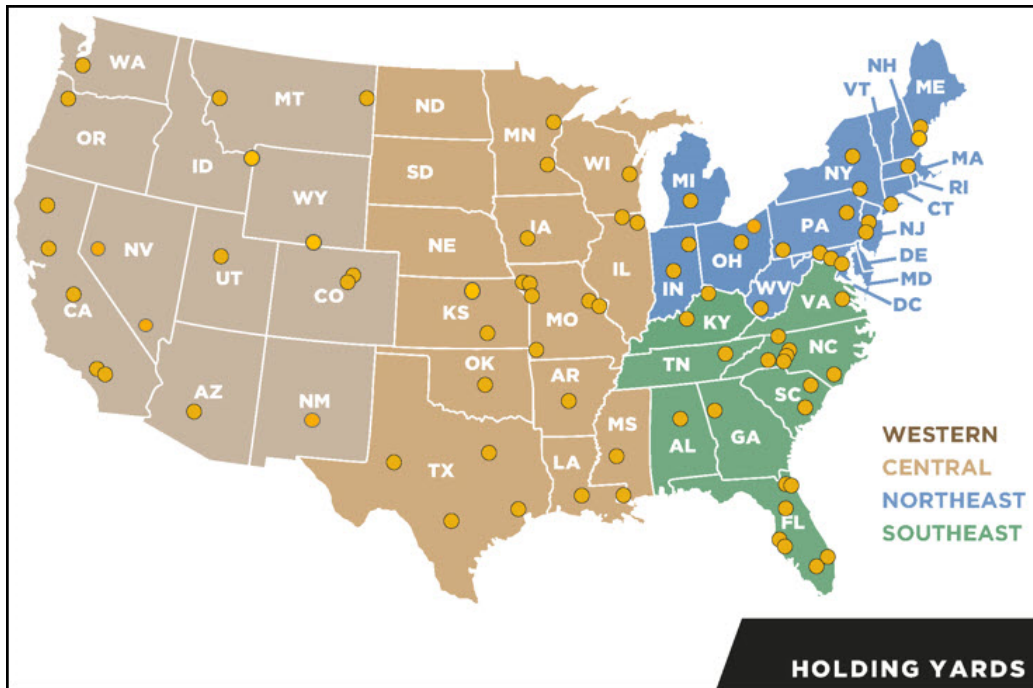 WA
MT
ND
MN
OR
ID
WY
SD
WI
MI
NH
VT
ME
NY
MA
RI
CT
NV
UT
CO
NE
IA
IL
IN
OH
PA
NJ
DE
MD
DC
WV
VA
CA
KS
MO
KY
AZ
NM
OK
AR
TN
NC
SC
TX
LA
MS
AL
GA
FL
WESTERN
CENTRAL
NORTHEAST
SOUTHEAST
HOLDING YARDS